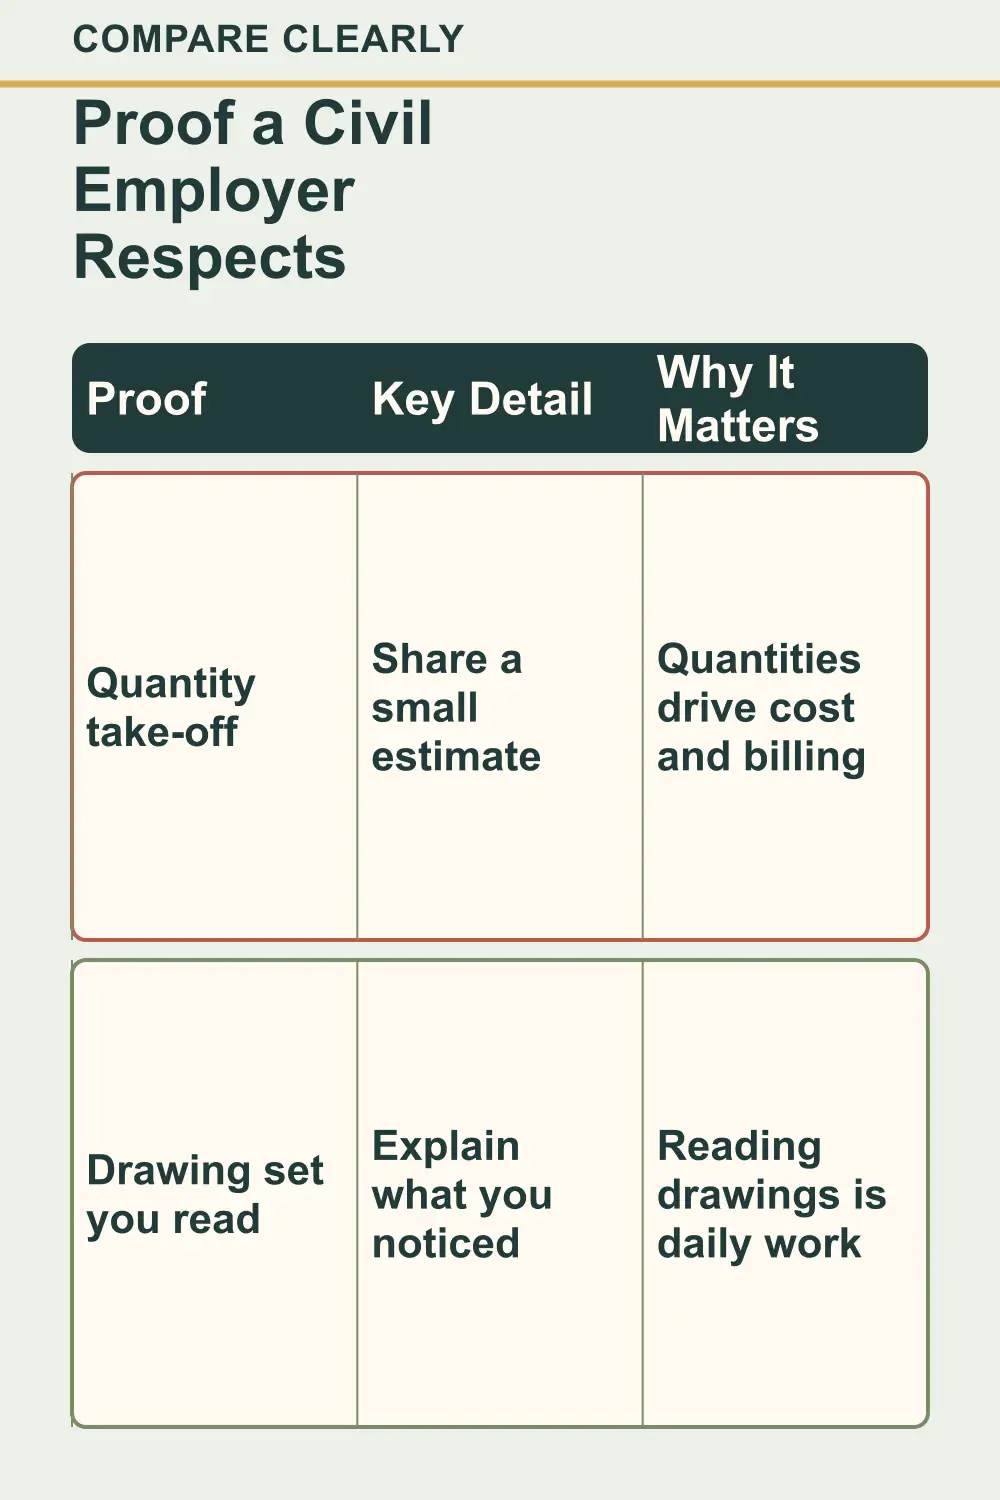 COMPARE CLEARLY
Proof a Civil
Employer
Respects
Proof
Key Detail
Why It
Matters
Quantity
take-off
Share a
small
estimate
Quantities
drive cost
and billing
Drawing set
you read
Explain
what you
noticed
Reading
drawings is
daily work